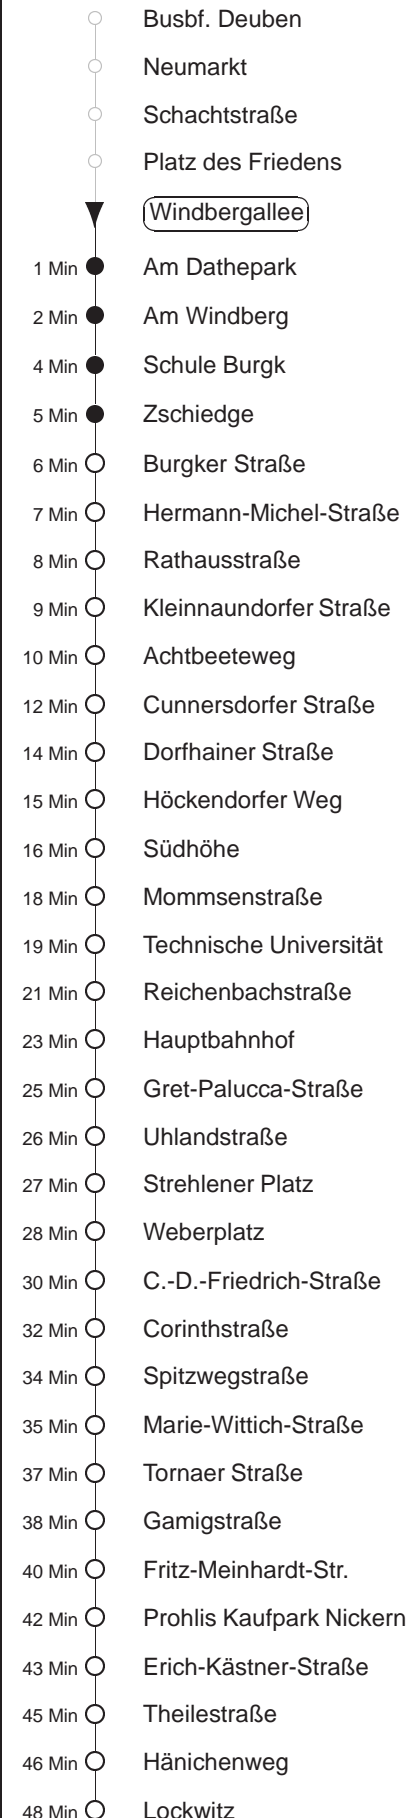 Busbf. Deuben
Neumarkt
Schachtstraße
Platz des Friedens
Windbergallee
1 Min Am Dathepark
2 Min Am Windberg
4 Min Schule Burgk
5 Min Zschiedge
6 Min Burgker Straße
7 Min Hermann-Michel-Straße
8 Min Rathausstraße
9 Min Kleinnaundorfer Straße
10 Min Achtbeeteweg
12 Min Cunnersdorfer Straße
14 Min Dorfhainer Straße
15 Min Höckendorfer Weg
16 Min Südhöhe
18 Min Mommsenstraße
19 Min Technische Universität
21 Min Reichenbachstraße
23 Min Hauptbahnhof
25 Min Gret-Palucca-Straße
26 Min Uhlandstraße
27 Min Strehlener Platz
28 Min Weberplatz
30 Min C.-D.-Friedrich-Straße
32 Min Corinthstraße
34 Min Spitzwegstraße
35 Min Marie-Wittich-Straße
37 Min Tornaer Straße
38 Min Gamigstraße
40 Min Fritz-Meinhardt-Str.
42 Min Prohlis Kaufpark Nickern
43 Min Erich-Kästner-Straße
45 Min Theilestraße
46 Min Hänichenweg
48 Min Lockwitz